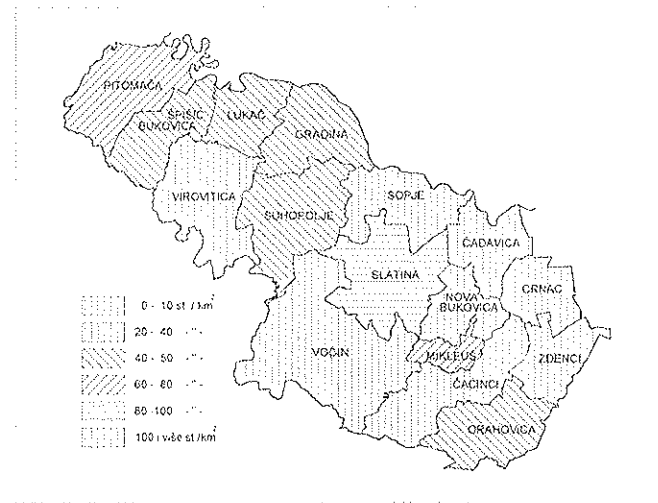 PITOMAČA
ŠPIŠIĆ
BUKOVICA
LUKAČ
GRADINA
VIROVITICA
SUHOPOLJE
SOPJE
ČAĐAVICA
SLATINA
CRNAC
NOVA
BUKOVICA
VOĆIN
MIKLEUŠ
ZDENCI
ČAČINCI
ORAHOVICA
0 - 10 st / km²
20 - 40 -"-
40 - 50 -"-
60 - 80 -"-
80 -100 -"-
100 i više st /km²